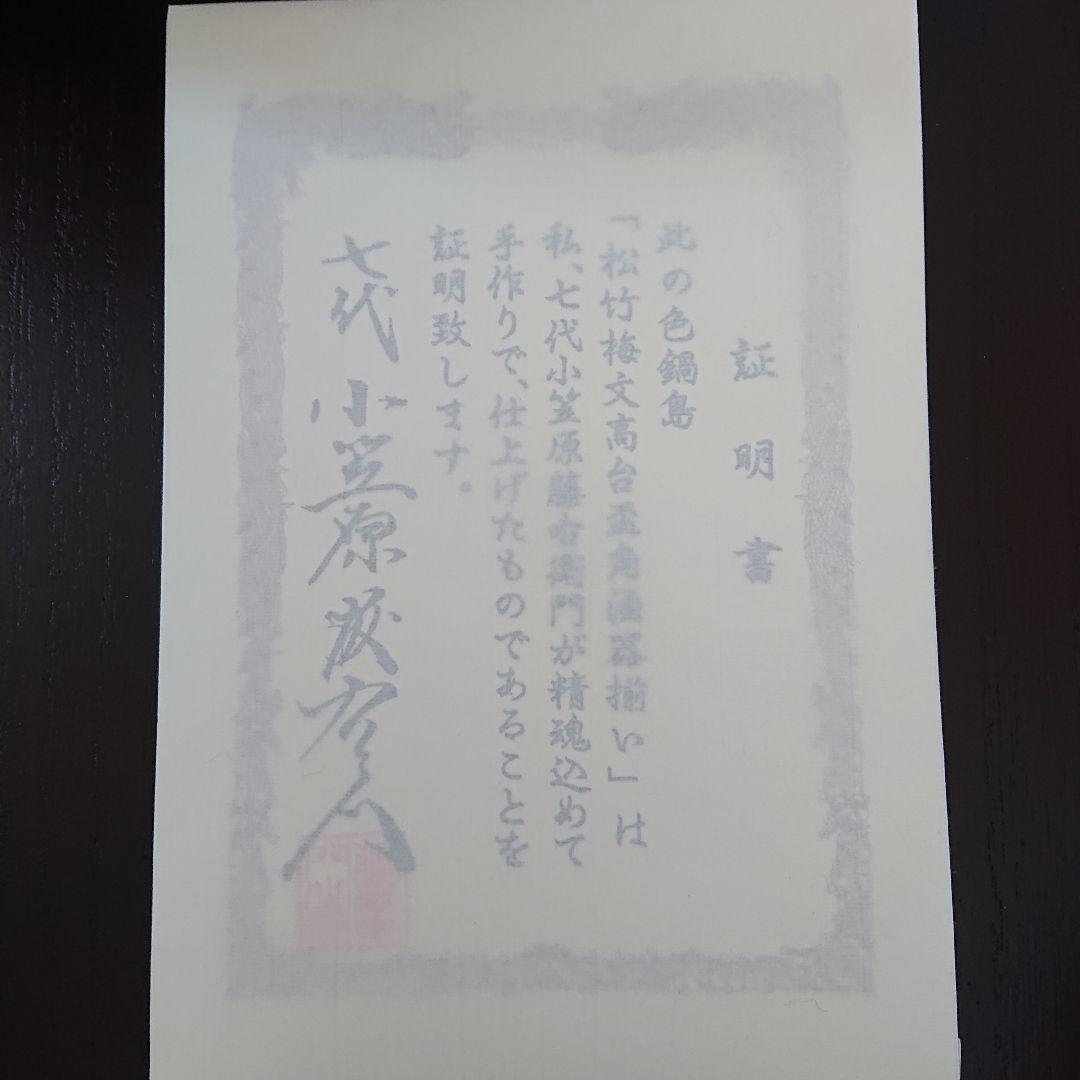 証明書
此の色鍋島
「松竹梅文高台盃角酒器揃い」は
私、七代小笠原藤右衛門が精魂込めて
手作りで、仕上げたものであることを
証明致します。
七代 小笠原藤右衛門